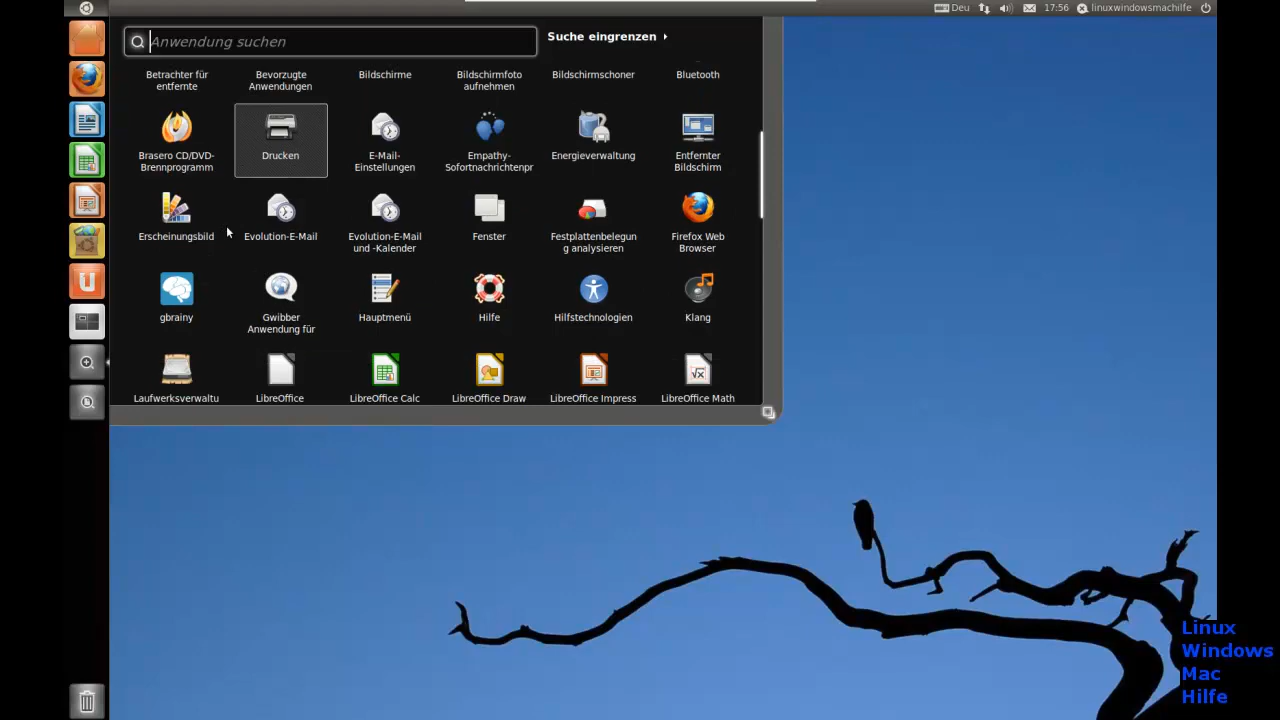 Deu
17:56
linuxwindowsmachilfe
Anwendung suchen
Suche eingrenzen
Betrachter für
entfernte
Bevorzugte
Anwendungen
Bildschirme
Bildschirmfoto
aufnehmen
Bildschirmschoner
Bluetooth
Brasero CD/DVD-
Brennprogramm
Drucken
E-Mail-
Einstellungen
Empathy-
Sofortnachrichtenpr
Energieverwaltung
Entfernter
Bildschirm
Erscheinungsbild
Evolution-E-Mail
Evolution-E-Mail
und -Kalender
Fenster
Festplattenbelegun
g analysieren
Firefox Web
Browser
gbrainy
Gwibber
Anwendung für
Hauptmenü
Hilfe
Hilfstechnologien
Klang
Laufwerksverwaltu
LibreOffice
LibreOffice Calc
LibreOffice Draw
LibreOffice Impress
LibreOffice Math
Linux
Windows
Mac
Hilfe